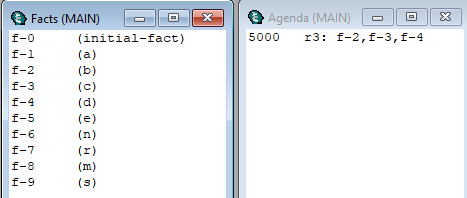 Facts (MAIN)
f-0 (initial-fact)
f-1 (a)
f-2 (b)
f-3 (c)
f-4 (d)
f-5 (e)
f-6 (n)
f-7 (r)
f-8 (m)
f-9 (s)
Agenda (MAIN)
5000 r3: f-2,f-3,f-4